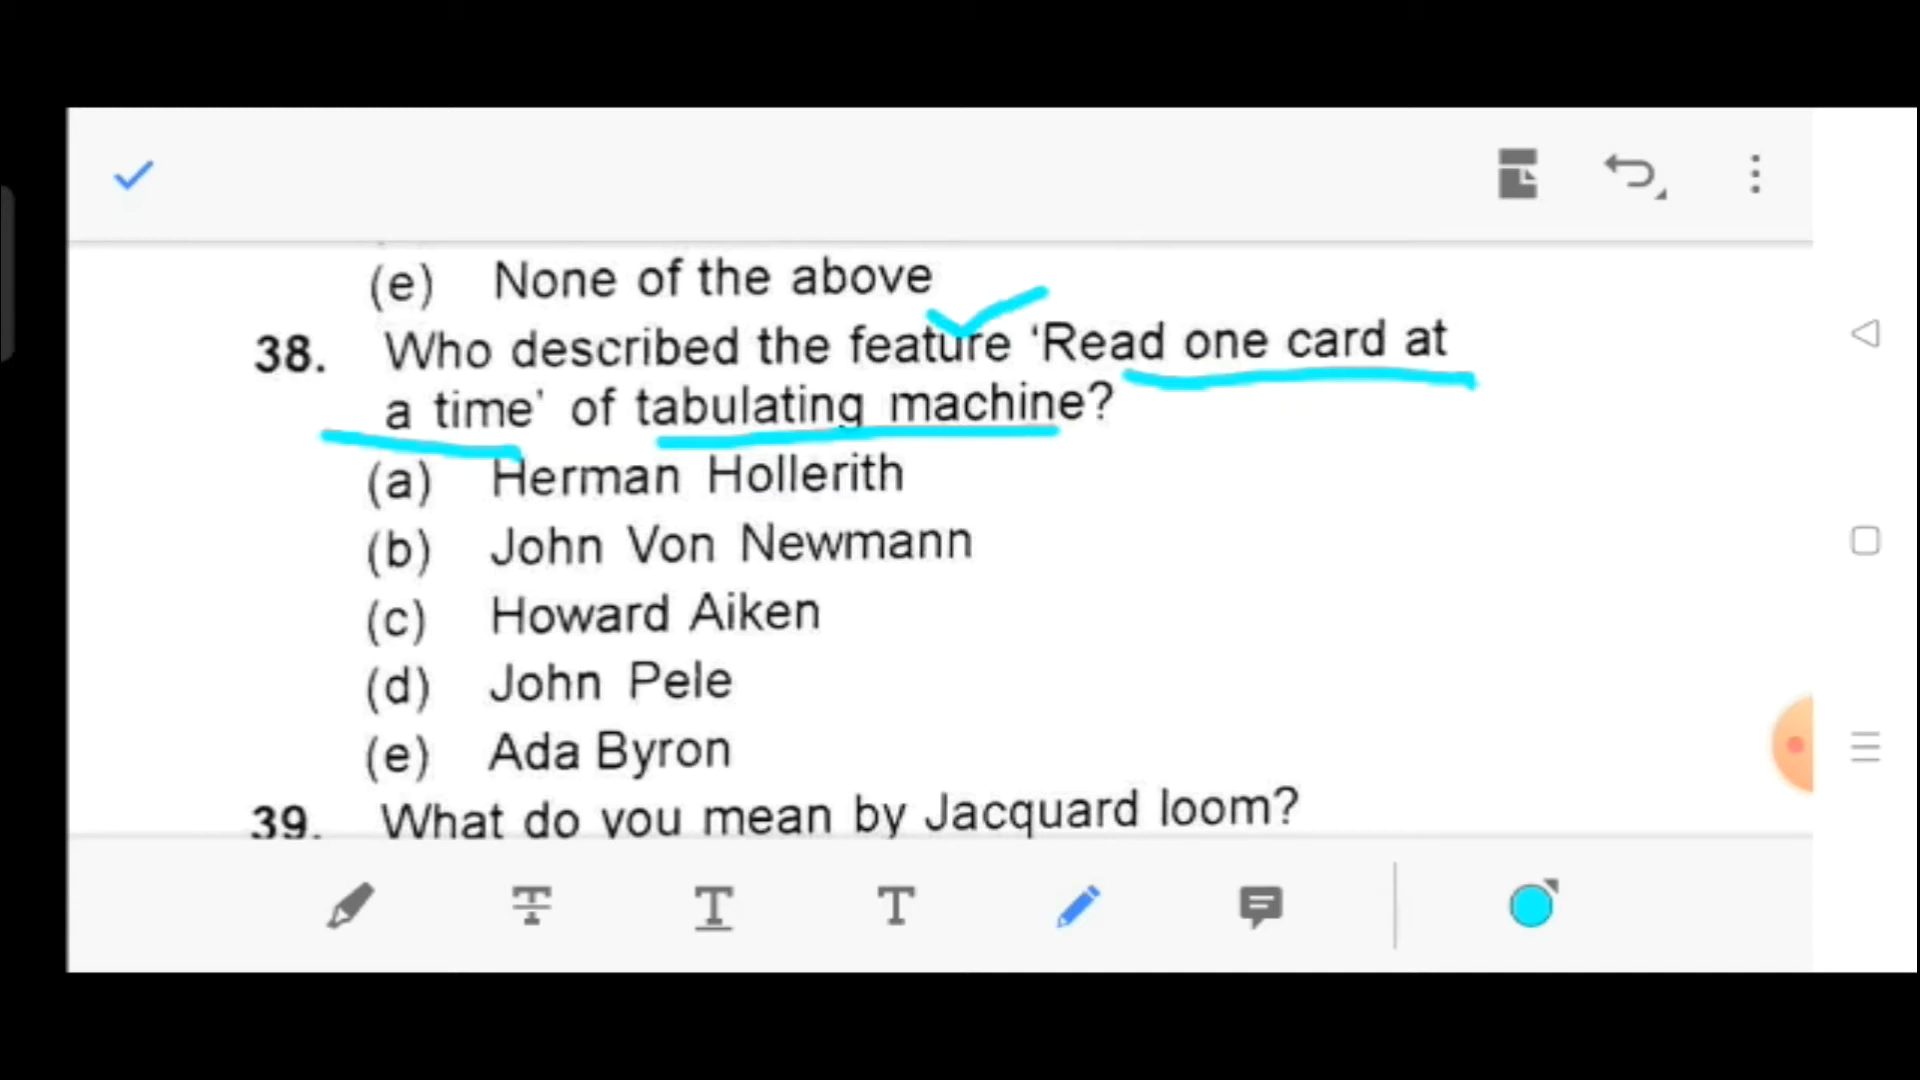 (e) None of the above
38. Who described the feature ‘Read one card at
a time’ of tabulating machine?
(a) Herman Hollerith
(b) John Von Newmann
(c) Howard Aiken
(d) John Pele
(e) Ada Byron
39. What do you mean by Jacquard loom?